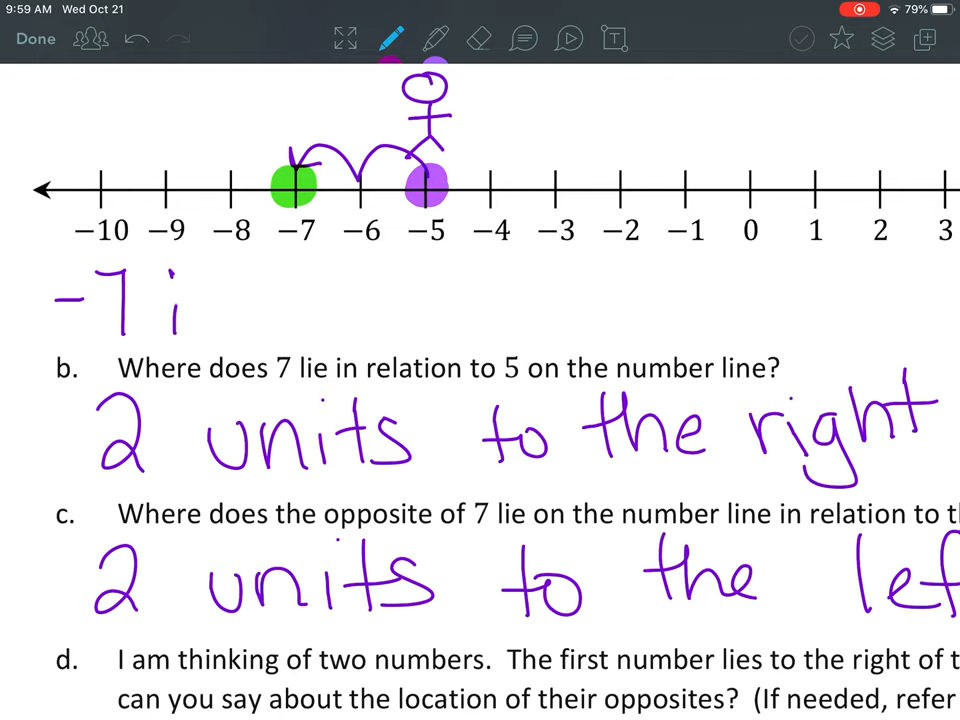 9:59 AM Wed Oct 21 79%
Done
−10 −9 −8 −7 −6 −5 −4 −3 −2 −1 0 1 2 3
-7 i
b. Where does 7 lie in relation to 5 on the number line?
2 units to the right
c. Where does the opposite of 7 lie on the number line in relation to
2 units to the
d. I am thinking of two numbers. The first number lies to the right of
can you say about the location of their opposites? (If needed, refer